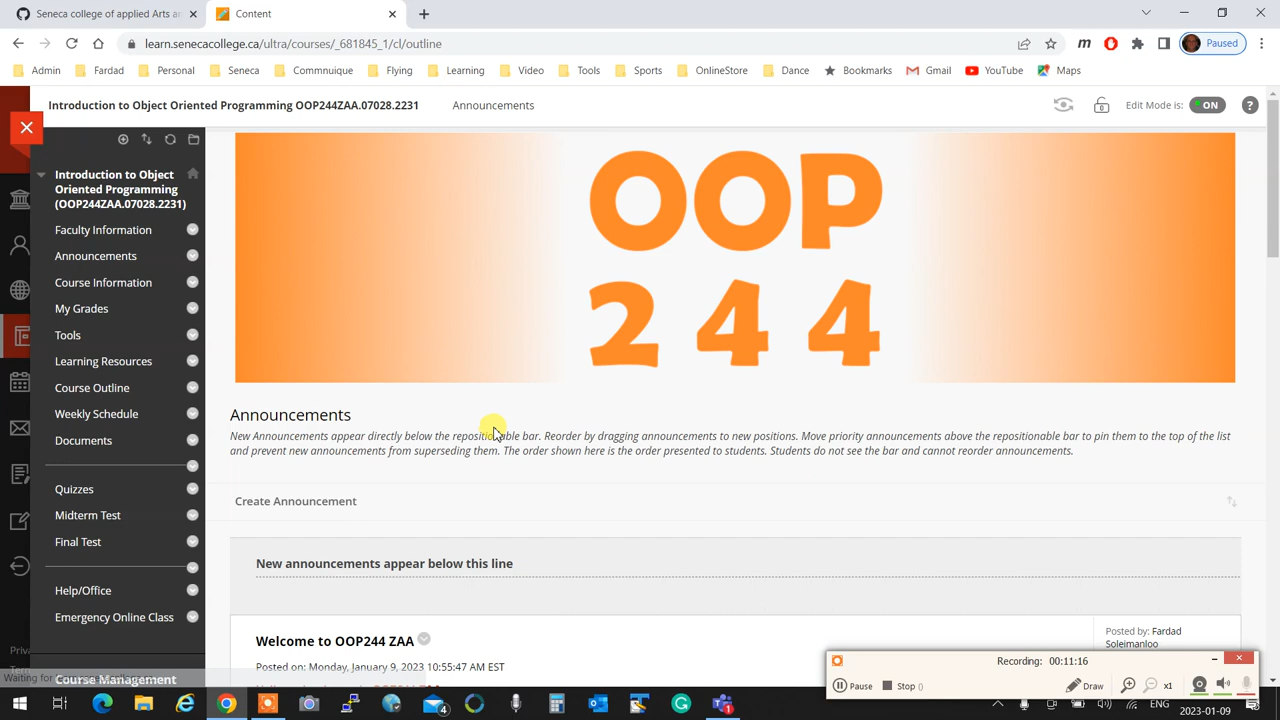 Seneca college of applied Arts ar
Content
learn.senecacollege.ca/ultra/courses/_681845_1/cl/outline
Paused
Admin
Fardad
Personal
Seneca
Commnuique
Flying
Learning
Video
Tools
Sports
OnlineStore
Dance
Bookmarks
Gmail
YouTube
Maps
Introduction to Object Oriented Programming OOP244ZAA.07028.2231
Announcements
Edit Mode is:
ON
?
Introduction to Object
Oriented Programming
(OOP244ZAA.07028.2231)
Faculty Information
Announcements
Course Information
My Grades
Tools
Learning Resources
Course Outline
Weekly Schedule
Documents
Quizzes
Midterm Test
Final Test
Help/Office
Emergency Online Class
Course Management
OOP
2 4 4
Announcements
New Announcements appear directly below the repositionable bar. Reorder by dragging announcements to new positions. Move priority announcements above the repositionable bar to pin them to the top of the list
and prevent new announcements from superseding them. The order shown here is the order presented to students. Students do not see the bar and cannot reorder announcements.
Create Announcement
New announcements appear below this line
Welcome to OOP244 ZAA
Posted on: Monday, January 9, 2023 10:55:47 AM EST
Posted by: Fardad
Soleimanloo
Recording: 00:11:16
Pause
Stop ()
Draw
x1
Priva
Waiting for
4
1
ENG
2023-01-09